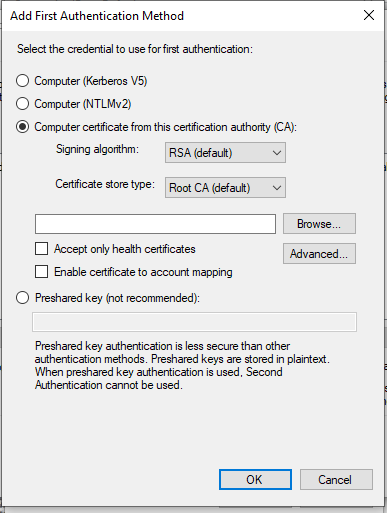 Add First Authentication Method
Select the credential to use for first authentication:
Computer (Kerberos V5)
Computer (NTLMv2)
Computer certificate from this certification authority (CA):
Signing algorithm: RSA (default)
Certificate store type: Root CA (default)
Browse...
Accept only health certificates
Advanced...
Enable certificate to account mapping
Preshared key (not recommended):
Preshared key authentication is less secure than other
authentication methods. Preshared keys are stored in plaintext.
When preshared key authentication is used, Second
Authentication cannot be used.
OK Cancel